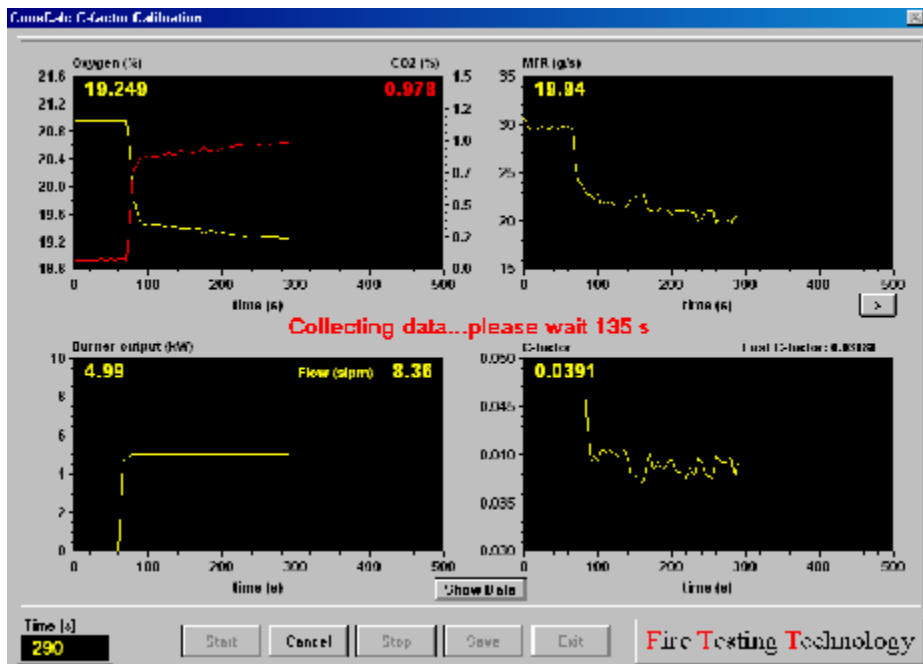 ConeCalc C-factor Calibration
Oxygen (%)
CO2 (%)
21.6
21.2
20.8
20.4
20.0
19.6
19.2
18.8
19.249
0.978
1.5
1.2
1.0
0.7
0.5
0.2
0.0
0 100 200 300 400 500
time (s)
MFR (g/s)
35
30
25
20
15
19.94
0 100 200 300 400 500
time (s)
>
Collecting data...please wait 135 s
Burner output (kW)
10
8
6
4
2
0
4.99
Flow (slpm) 8.36
0 100 200 300 400 500
time (s)
C-factor
0.050
0.045
0.040
0.035
0.030
0.0391
0 100 200 300 400 500
time (s)
Show Data
Time [s]
290
Start
Cancel
Stop
Save
Exit
Fire Testing Technology